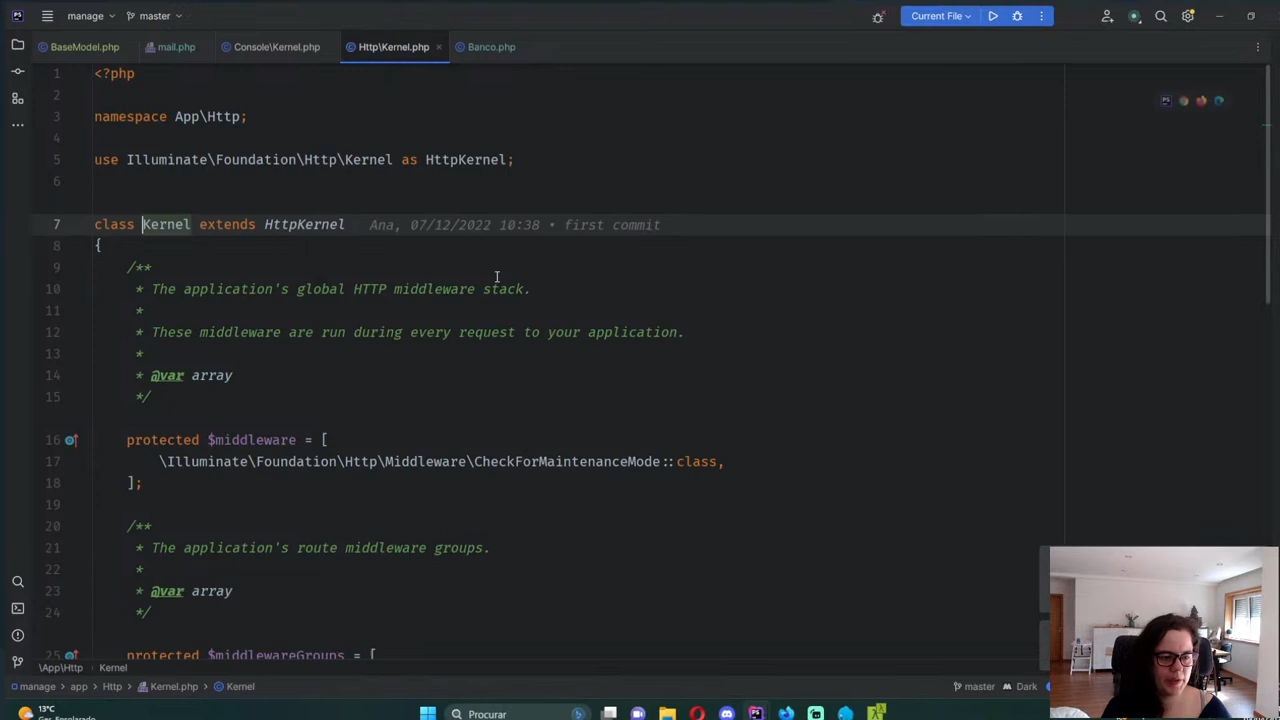 manage
master
Current File
BaseModel.php
mail.php
Console\Kernel.php
Http\Kernel.php
Banco.php
1 <?php
2
3 namespace App\Http;
4
5 use Illuminate\Foundation\Http\Kernel as HttpKernel;
6
7 class Kernel extends HttpKernel Ana, 07/12/2022 10:38 • first commit
8 {
9 /**
10 * The application's global HTTP middleware stack.
11 *
12 * These middleware are run during every request to your application.
13 *
14 * @var array
15 */
16 protected $middleware = [
17 \Illuminate\Foundation\Http\Middleware\CheckForMaintenanceMode::class,
18 ];
19
20 /**
21 * The application's route middleware groups.
22 *
23 * @var array
24 */
25 protected $middlewareGroups = [
\App\Http Kernel
manage app Http Kernel.php Kernel
master Dark
13°C
Ger. Ensolarado
Procurar